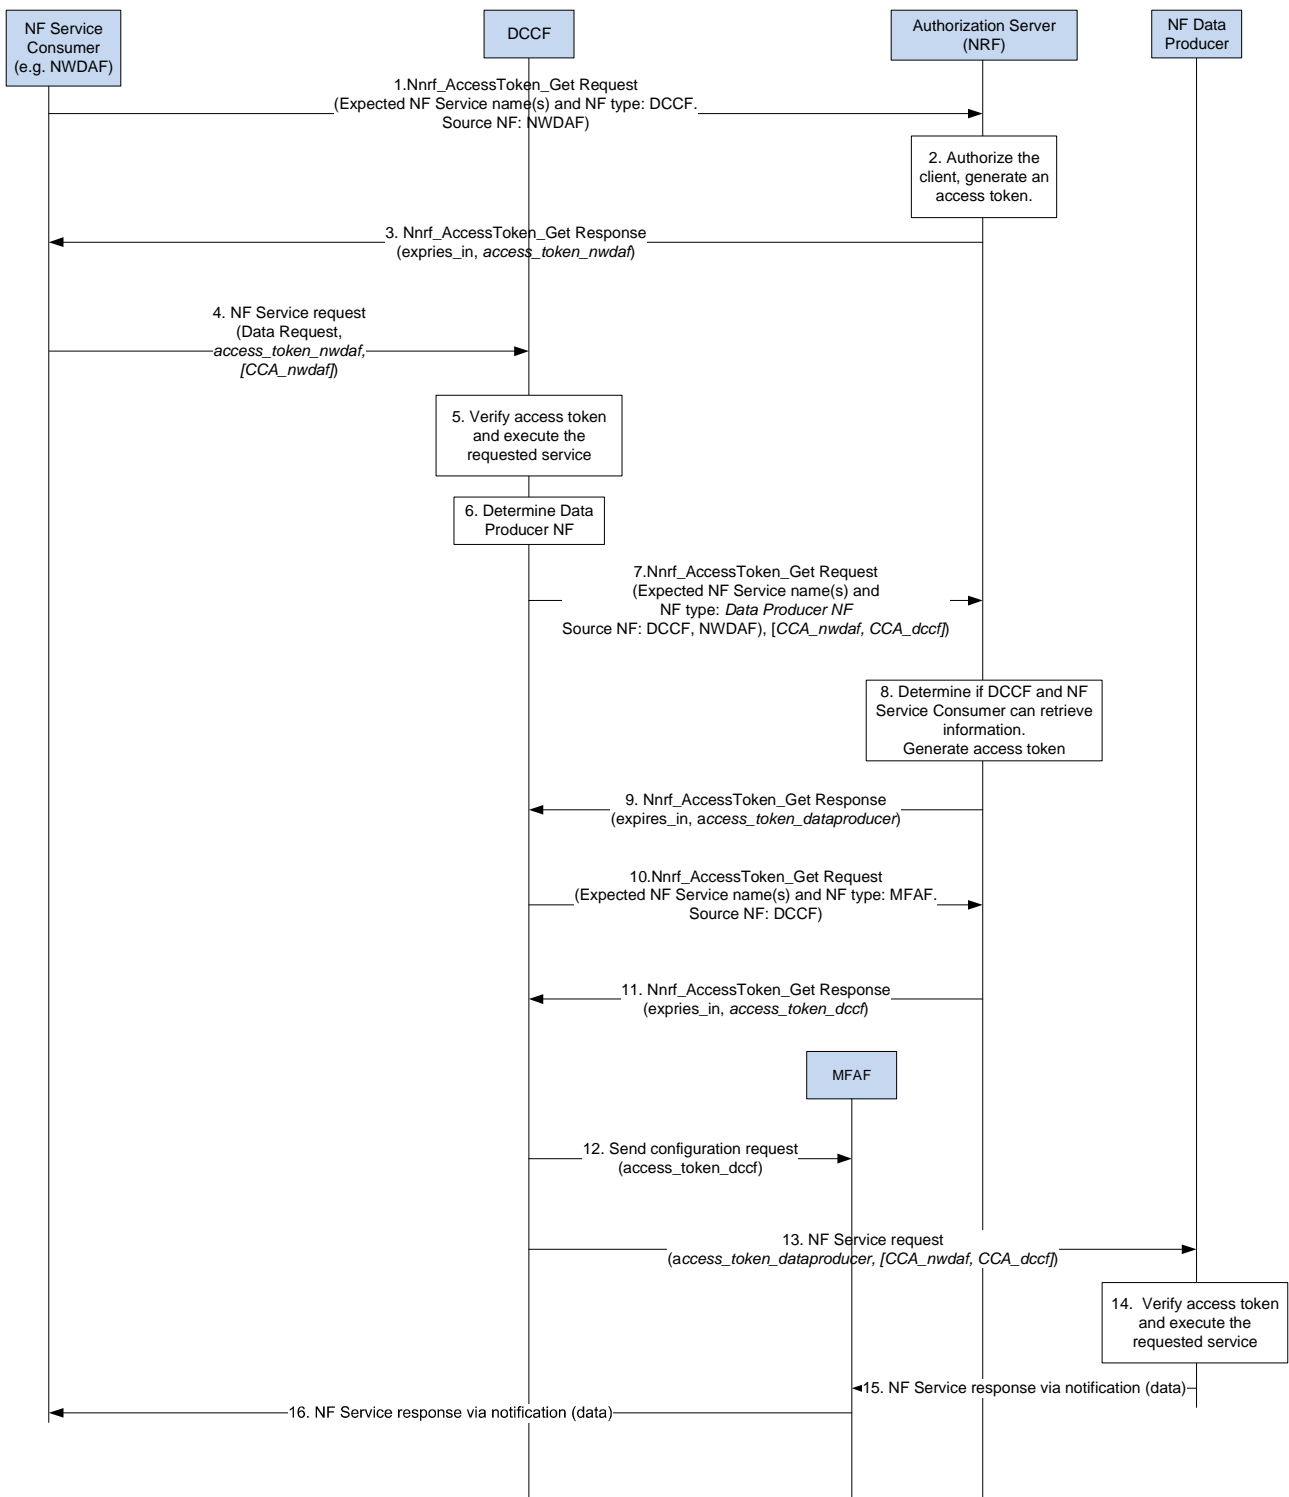 NF Service
Consumer
(e.g. NWDAF)
DCCF
Authorization Server
(NRF)
NF Data
Producer
1.Nnrf_AccessToken_Get Request
(Expected NF Service name(s) and NF type: DCCF.
Source NF: NWDAF)
2. Authorize the
client, generate an
access token.
3. Nnrf_AccessToken_Get Response
(expries_in, access_token_nwdaf)
4. NF Service request
(Data Request,
access_token_nwdaf,
[CCA_nwdaf])
5. Verify access token
and execute the
requested service
6. Determine Data
Producer NF
7.Nnrf_AccessToken_Get Request
(Expected NF Service name(s) and
NF type: Data Producer NF
Source NF: DCCF, NWDAF), [CCA_nwdaf, CCA_dccf])
8. Determine if DCCF and NF
Service Consumer can retrieve
information.
Generate access token
9. Nnrf_AccessToken_Get Response
(expires_in, access_token_dataproducer)
10.Nnrf_AccessToken_Get Request
(Expected NF Service name(s) and NF type: MFAF.
Source NF: DCCF)
11. Nnrf_AccessToken_Get Response
(expries_in, access_token_dccf)
MFAF
12. Send configuration request
(access_token_dccf)
13. NF Service request
(access_token_dataproducer, [CCA_nwdaf, CCA_dccf])
14. Verify access token
and execute the
requested service
15. NF Service response via notification (data)
16. NF Service response via notification (data)